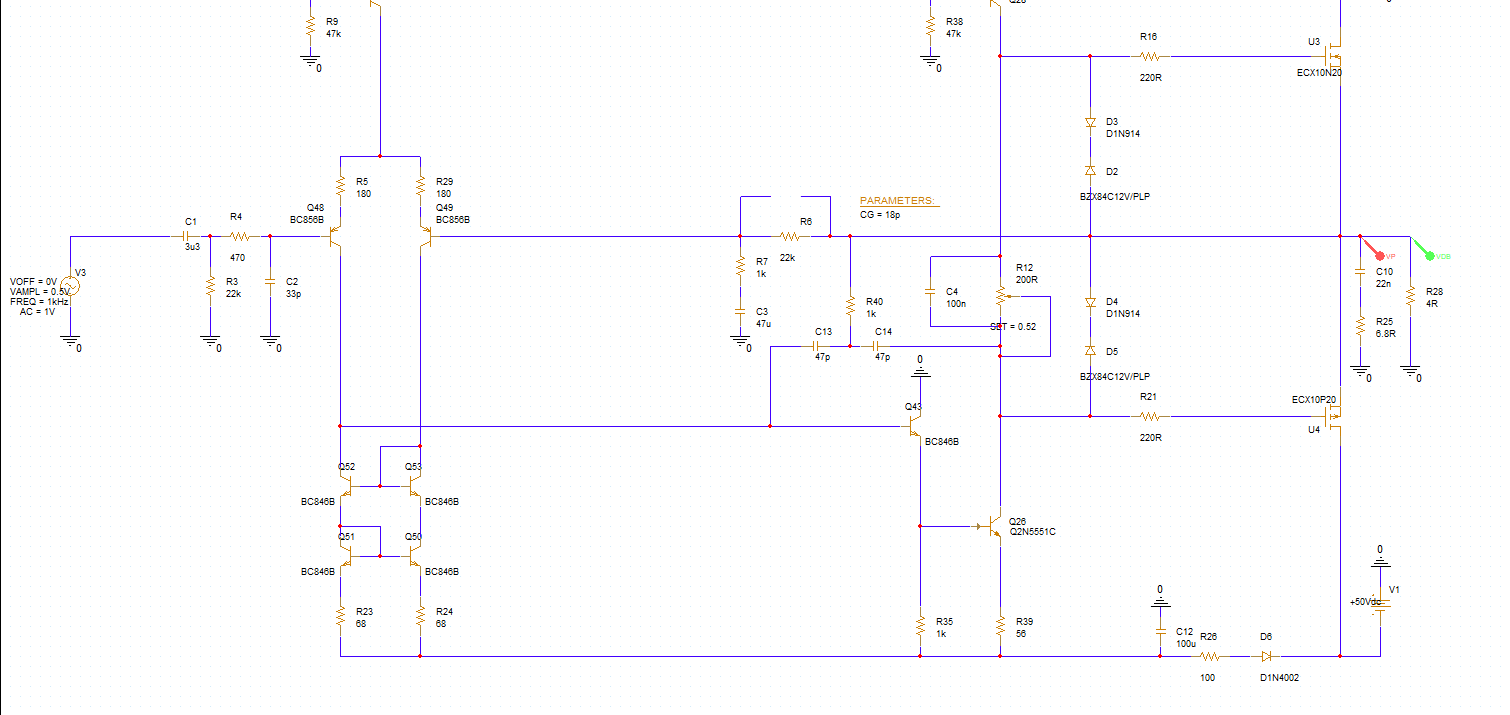 Q28
R9
47k
0
R38
47k
0
R16
220R
U3
ECX10N20
D3
D1N914
D2
BZX84C12V/PLP
R5
180
R29
180
Q48
BC856B
Q49
BC856B
PARAMETERS:
CG = 18p
C1
3u3
R4
470
R6
22k
V3
VOFF = 0V
VAMPL = 0.5V
FREQ = 1kHz
AC = 1V
0
R3
22k
0
C2
33p
0
R7
1k
C3
47u
0
R40
1k
C13
47p
C14
47p
C4
100n
R12
200R
SET = 0.52
D4
D1N914
D5
BZX84C12V/PLP
VP
VDB
C10
22n
R25
6.8R
0
R28
4R
0
0
Q43
BC846B
R21
220R
ECX10P20
U4
Q52
BC846B
Q53
BC846B
Q51
BC846B
Q50
BC846B
Q26
Q2N5551C
R23
68
R24
68
R35
1k
R39
56
0
C12
100u
R26
100
D6
D1N4002
0
V1
+50Vdc